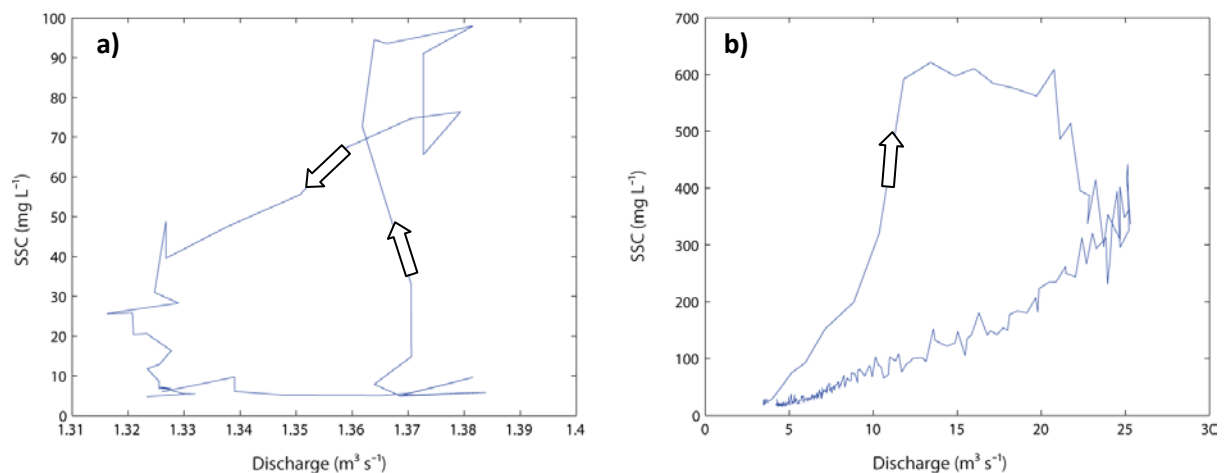 a)
100
90
80
70
60
50
40
30
20
10
0
SSC (mg L⁻¹)
1.31 1.32 1.33 1.34 1.35 1.36 1.37 1.38 1.39 1.4
Discharge (m³ s⁻¹)
b)
700
600
500
400
300
200
100
0
SSC (mg L⁻¹)
0 5 10 15 20 25 30
Discharge (m³ s⁻¹)